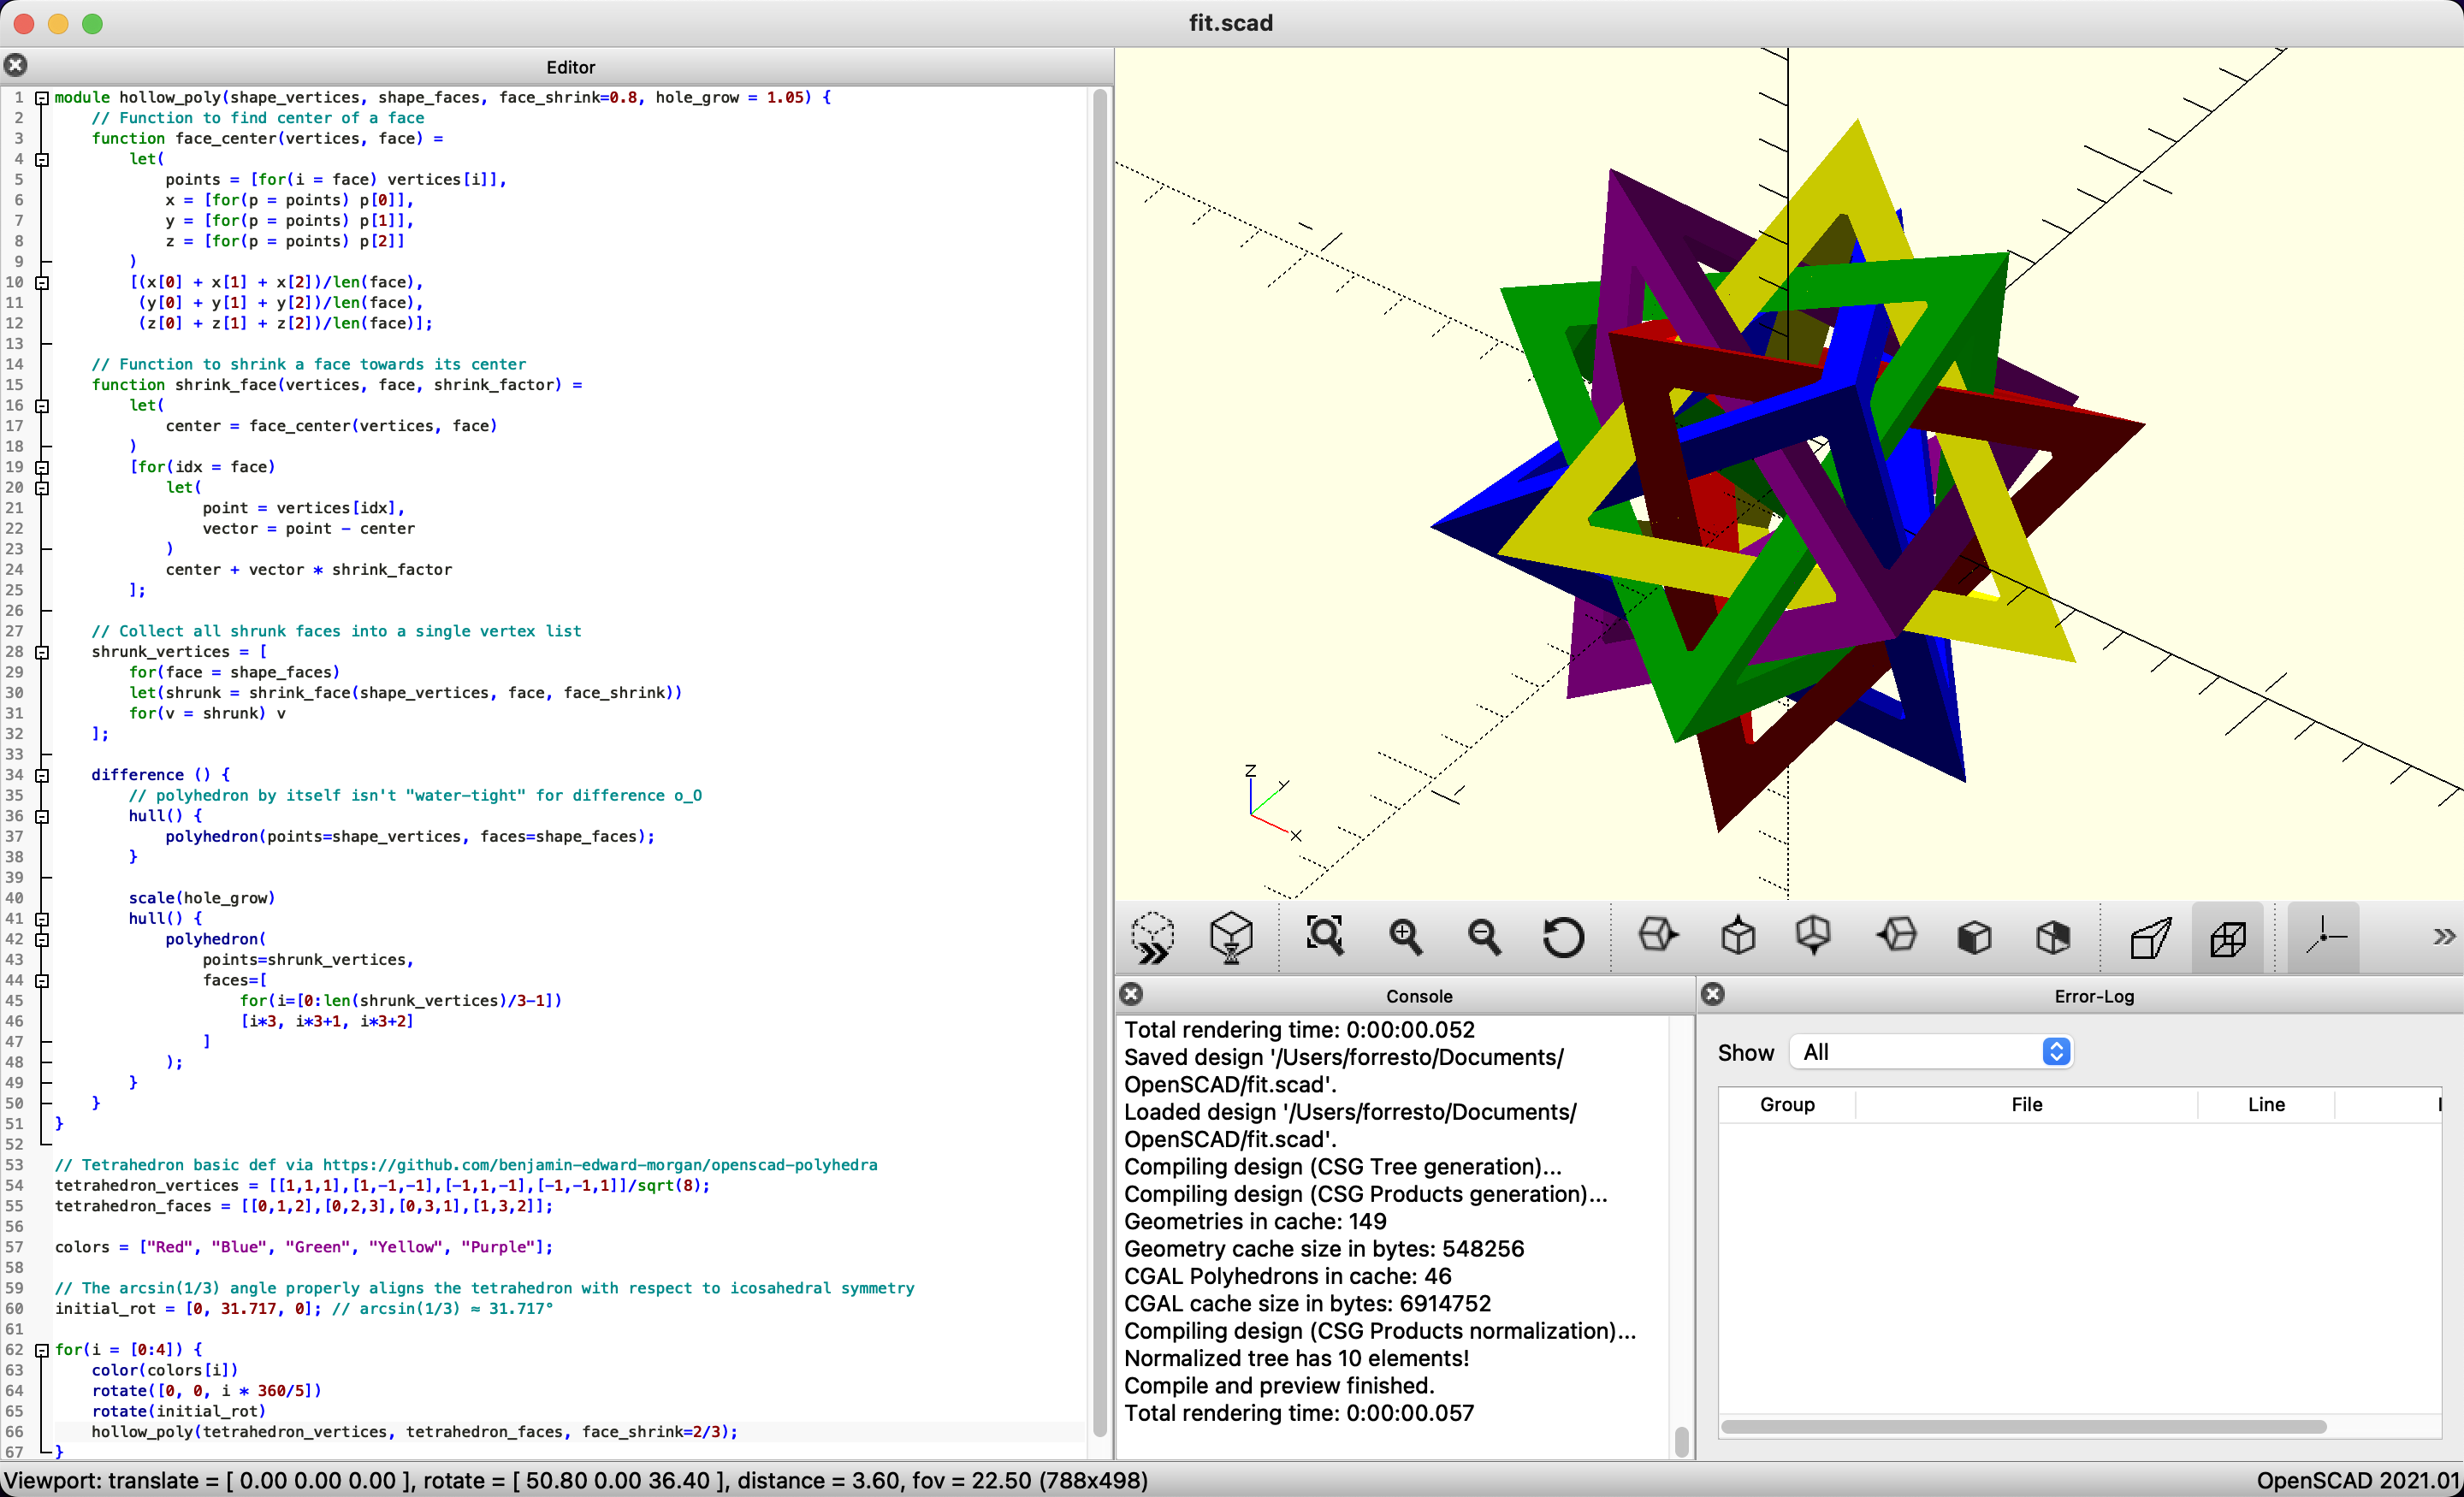 fit.scad
Editor
1 module hollow_poly(shape_vertices, shape_faces, face_shrink=0.8, hole_grow = 1.05) {
2 // Function to find center of a face
3 function face_center(vertices, face) =
4 let(
5 points = [for(i = face) vertices[i]],
6 x = [for(p = points) p[0]],
7 y = [for(p = points) p[1]],
8 z = [for(p = points) p[2]]
9 )
10 [(x[0] + x[1] + x[2])/len(face),
11 (y[0] + y[1] + y[2])/len(face),
12 (z[0] + z[1] + z[2])/len(face)];
13
14 // Function to shrink a face towards its center
15 function shrink_face(vertices, face, shrink_factor) =
16 let(
17 center = face_center(vertices, face)
18 )
19 [for(idx = face)
20 let(
21 point = vertices[idx],
22 vector = point - center
23 )
24 center + vector * shrink_factor
25 ];
26
27 // Collect all shrunk faces into a single vertex list
28 shrunk_vertices = [
29 for(face = shape_faces)
30 let(shrunk = shrink_face(shape_vertices, face, face_shrink))
31 for(v = shrunk) v
32 ];
33
34 difference () {
35 // polyhedron by itself isn't "water-tight" for difference o_O
36 hull() {
37 polyhedron(points=shape_vertices, faces=shape_faces);
38 }
39
40 scale(hole_grow)
41 hull() {
42 polyhedron(
43 points=shrunk_vertices,
44 faces=[
45 for(i=[0:len(shrunk_vertices)/3-1])
46 [i*3, i*3+1, i*3+2]
47 ]
48 );
49 }
50 }
51 }
52
53 // Tetrahedron basic def via https://github.com/benjamin-edward-morgan/openscad-polyhedra
54 tetrahedron_vertices = [[1,1,1],[1,-1,-1],[-1,1,-1],[-1,-1,1]]/sqrt(8);
55 tetrahedron_faces = [[0,1,2],[0,2,3],[0,3,1],[1,3,2]];
56
57 colors = ["Red", "Blue", "Green", "Yellow", "Purple"];
58
59 // The arcsin(1/3) angle properly aligns the tetrahedron with respect to icosahedral symmetry
60 initial_rot = [0, 31.717, 0]; // arcsin(1/3) ≈ 31.717°
61
62 for(i = [0:4]) {
63 color(colors[i])
64 rotate([0, 0, i * 360/5])
65 rotate(initial_rot)
66 hollow_poly(tetrahedron_vertices, tetrahedron_faces, face_shrink=2/3);
67 }
Z
Y
X
Console
Total rendering time: 0:00:00.052
Saved design '/Users/forresto/Documents/
OpenSCAD/fit.scad'.
Loaded design '/Users/forresto/Documents/
OpenSCAD/fit.scad'.
Compiling design (CSG Tree generation)...
Compiling design (CSG Products generation)...
Geometries in cache: 149
Geometry cache size in bytes: 548256
CGAL Polyhedrons in cache: 46
CGAL cache size in bytes: 6914752
Compiling design (CSG Products normalization)...
Normalized tree has 10 elements!
Compile and preview finished.
Total rendering time: 0:00:00.057
Error-Log
Show All
Group File Line
Viewport: translate = [ 0.00 0.00 0.00 ], rotate = [ 50.80 0.00 36.40 ], distance = 3.60, fov = 22.50 (788x498)
OpenSCAD 2021.01